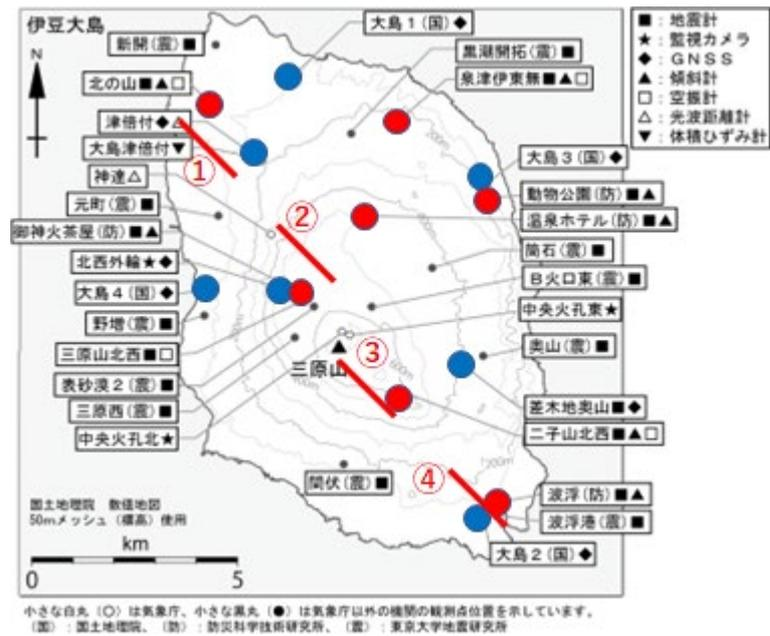 伊豆大島
N
新開(震)■
北の山■▲□
津倍付◆△
大島津倍付▼
神達△
元町(震)■
御神火茶屋(防)■▲
北西外輪★◆
大島4(国)◆
野増(震)■
三原山北西■□
表砂漠2(震)■
三原西(震)■
中央火孔北★
大島1(国)◆
黒潮開拓(震)■
泉津伊東無■▲□
大島3(国)◆
動物公園(防)■▲
温泉ホテル(防)■▲
筒石(震)■
B火口東(震)■
中央火孔東★
奥山(震)■
差木地奥山■◆
二子山北西■▲□
波浮(防)■▲
波浮港(震)■
大島2(国)◆
間伏(震)■
①
②
③
④
三原山
200m
200m
■:地震計
★:監視カメラ
◆:GNSS
▲:傾斜計
□:空振計
△:光波距離計
▼:体積ひずみ計
国土地理院 数値地図
50mメッシュ(標高)使用
km
0 5
小さな白丸(○)は気象庁、小さな黒丸(●)は気象庁以外の機関の観測点位置を示しています。
(国):国土地理院、(防):防災科学技術研究所、(震):東京大学地震研究所